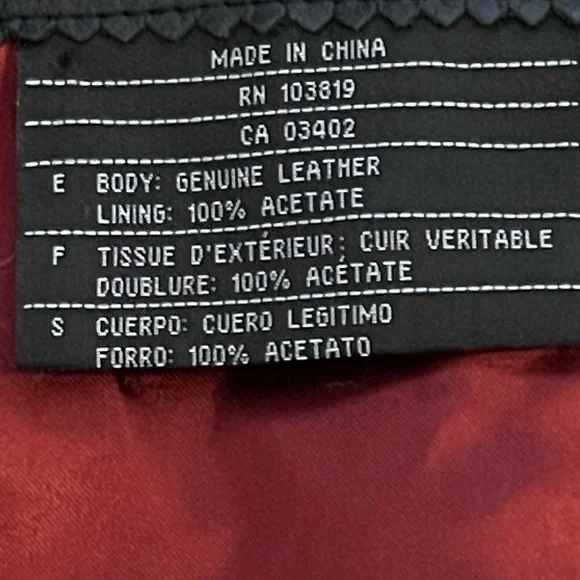 MADE IN CHINA
RN 103819
CA 03402
E BODY: GENUINE LEATHER
LINING: 100% ACETATE
F TISSUE D'EXTÉRIEUR; CUIR VERITABLE
DOUBLURE: 100% ACÉTATE
S CUERPO: CUERO LEGITIMO
FORRO: 100% ACETATO